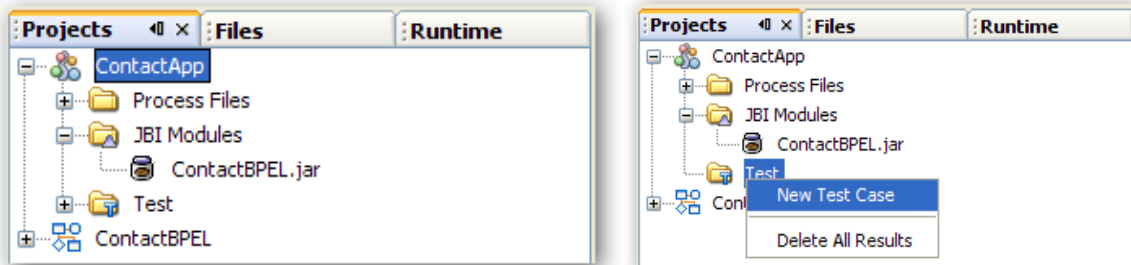 Projects Files Runtime
ContactApp
Process Files
JBI Modules
ContactBPEL.jar
Test
ContactBPEL
Projects Files Runtime
ContactApp
Process Files
JBI Modules
ContactBPEL.jar
Test
New Test Case
Con
Delete All Results